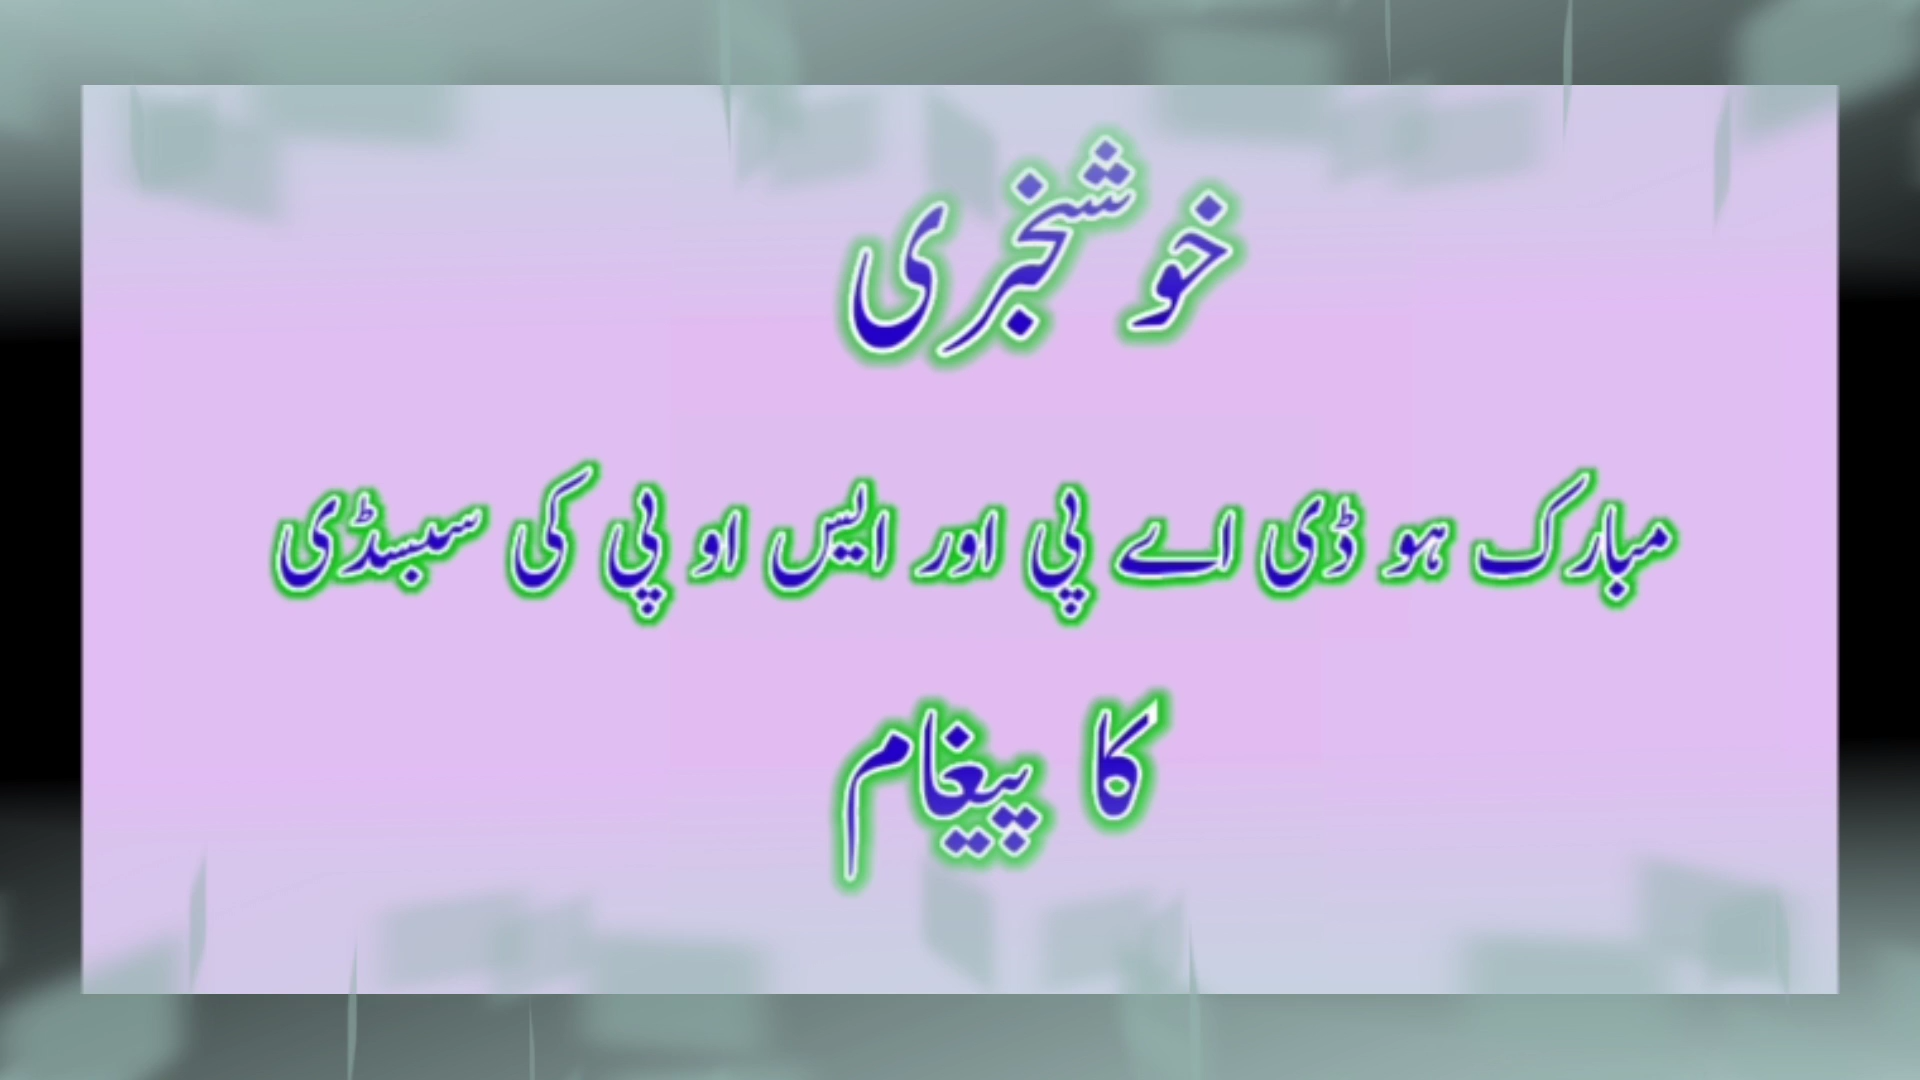 خوشخبری
مبارک ہو ڈی اے پی اور ایس او پی کی سبسڈی
کا پیغام